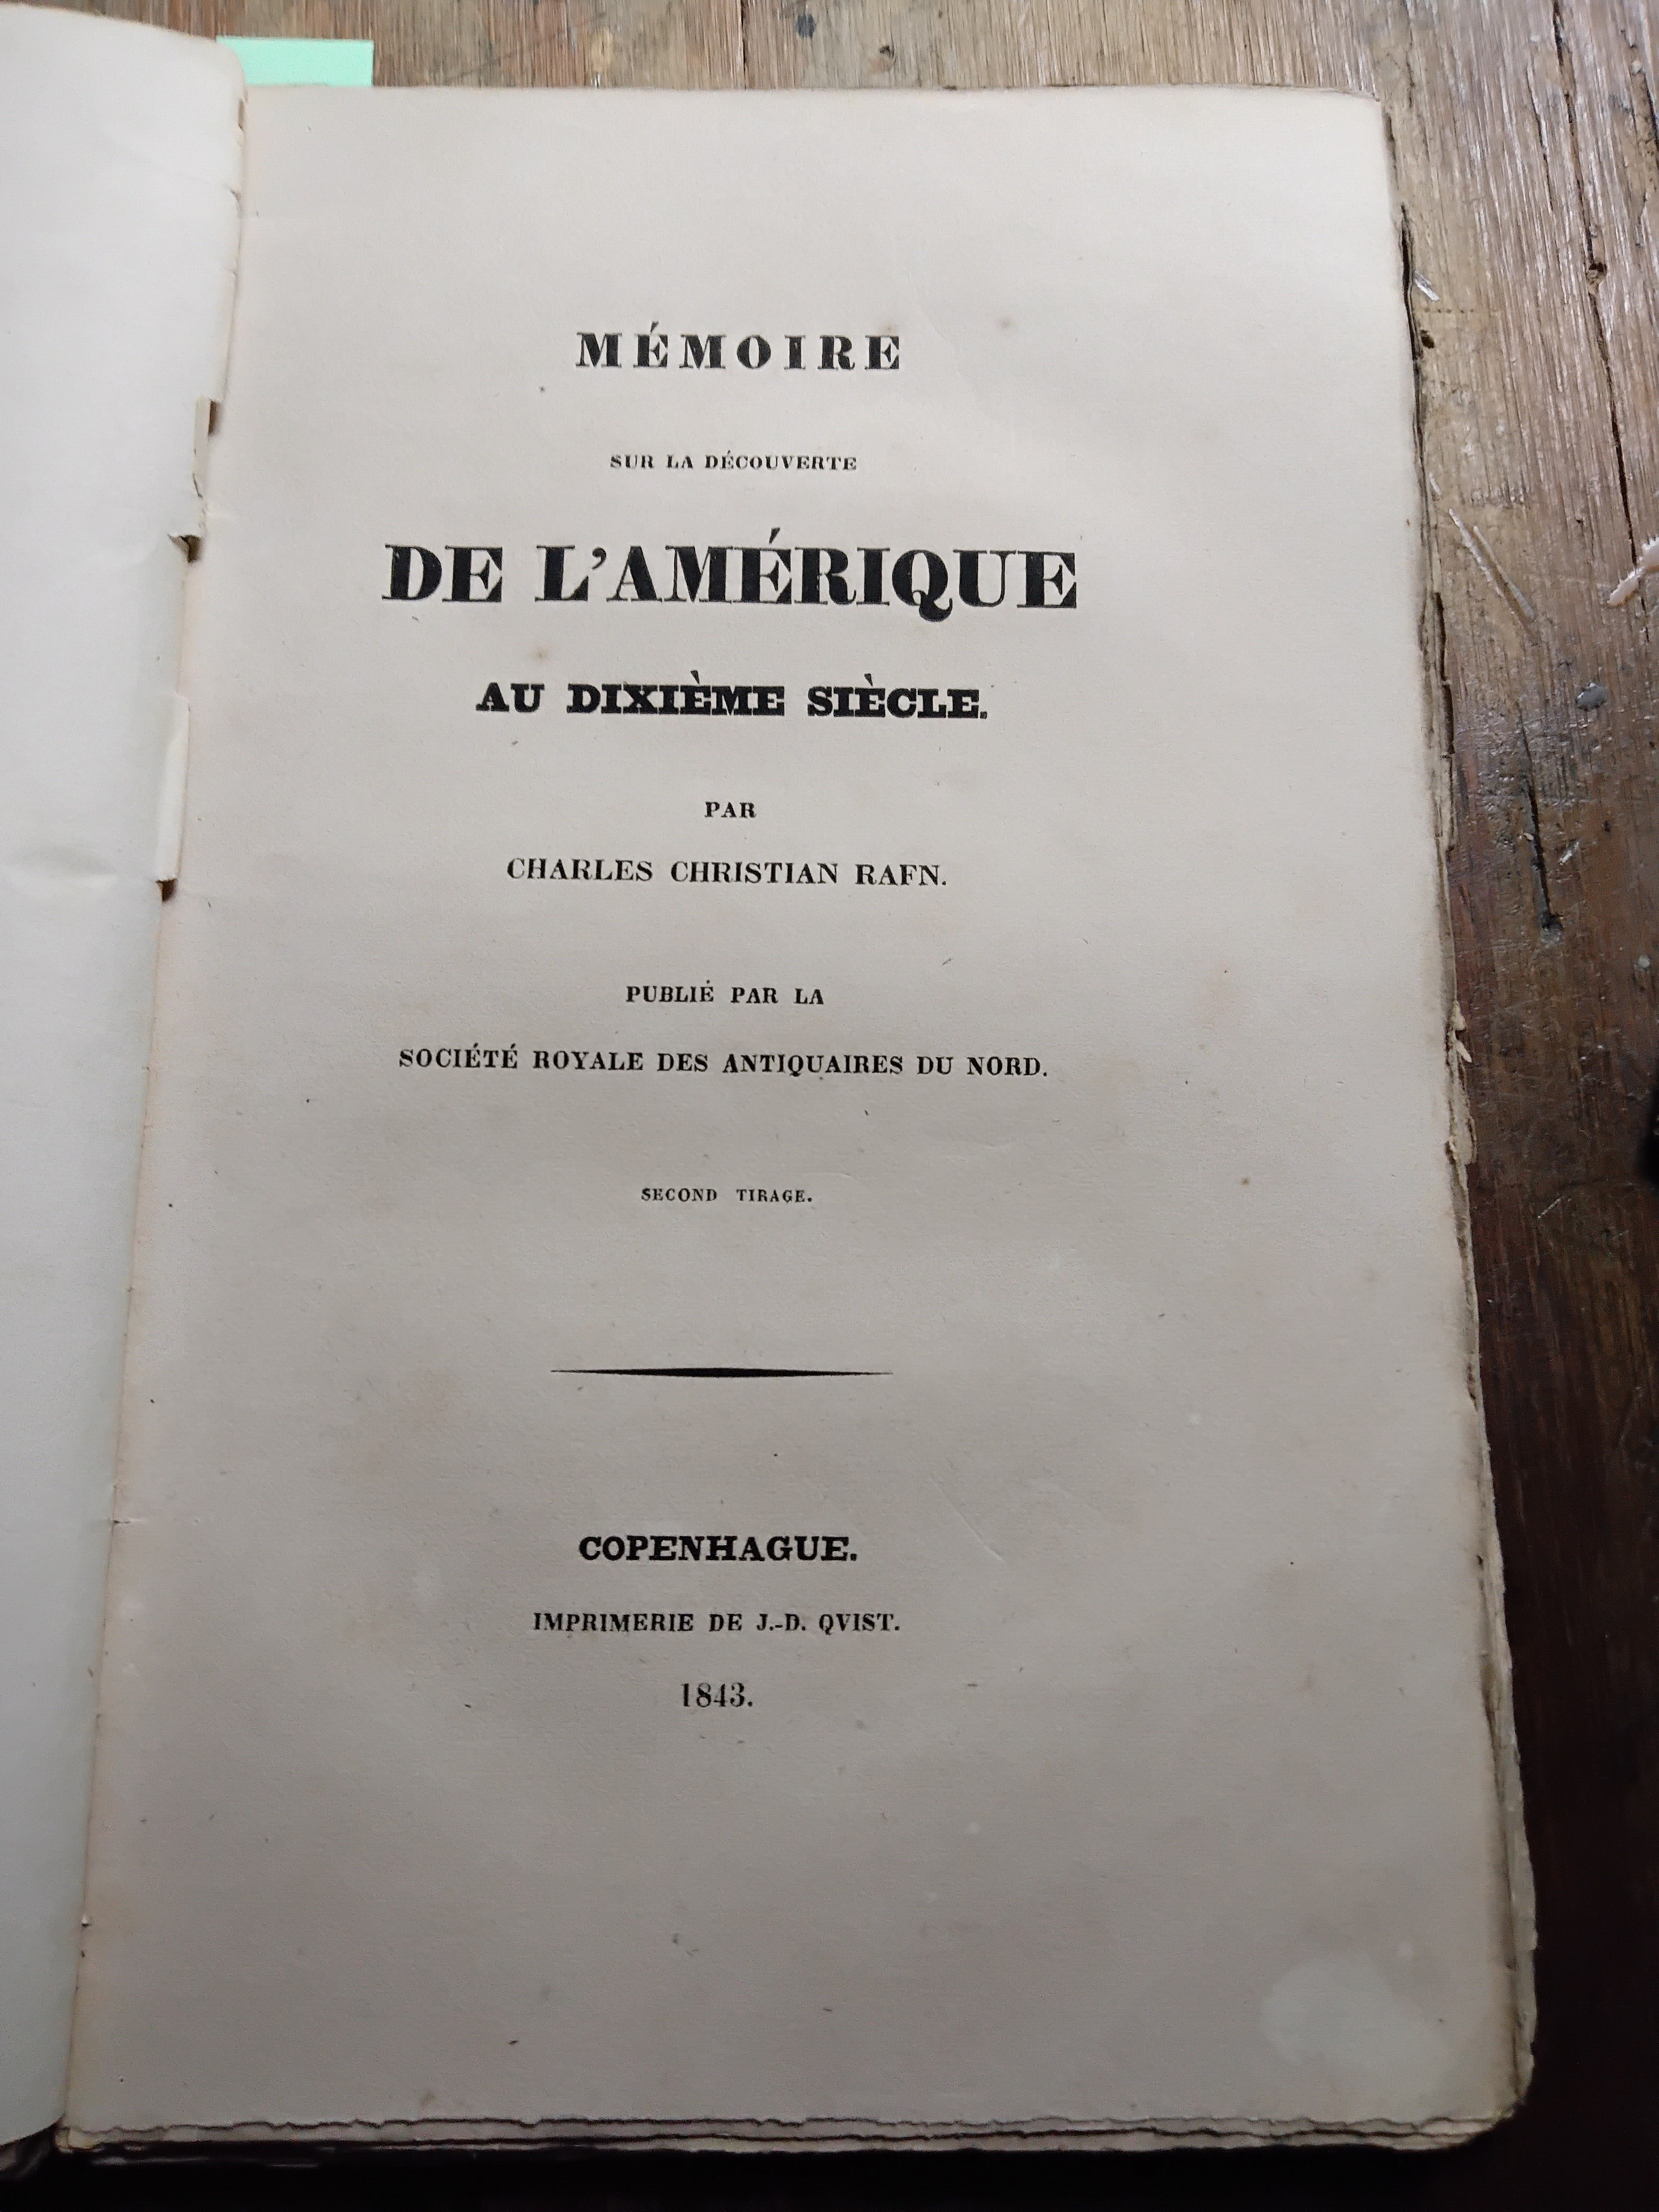 MÉMOIRE
SUR LA DÉCOUVERTE
DE L'AMÉRIQUE
AU DIXIÈME SIÈCLE.
PAR
CHARLES CHRISTIAN RAFN.
PUBLIÉ PAR LA
SOCIÉTÉ ROYALE DES ANTIQUAIRES DU NORD.
SECOND TIRAGE.
COPENHAGUE.
IMPRIMERIE DE J.-D. QVIST.
1843.